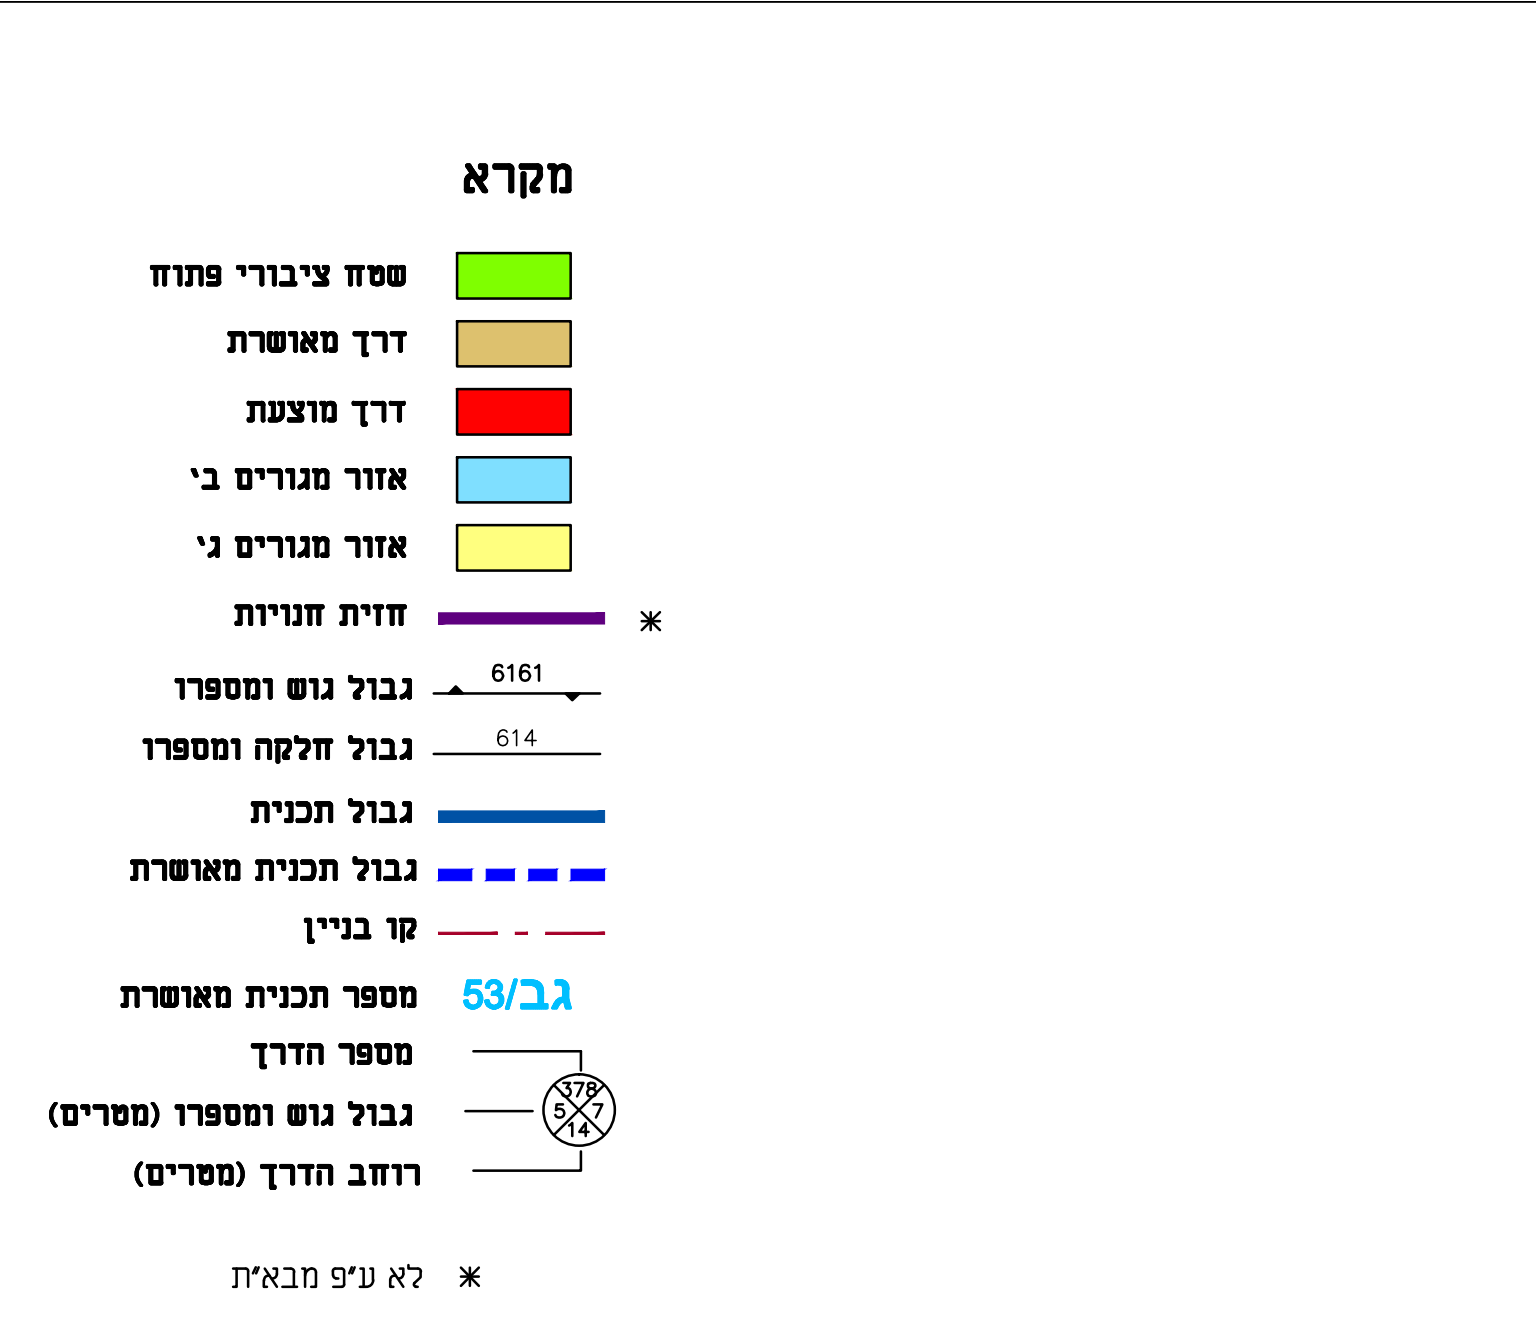 מקרא
שטח ציבורי פתוח
דרך מאושרת
דרך מוצעת
אזור מגורים ב'
אזור מגורים ג'
* חזית חנויות
6161 גבול גוש ומספרו
614 גבול חלקה ומספרו
גבול תכנית
גבול תכנית מאושרת
קו בניין
גב/53 מספר תכנית מאושרת
מספר הדרך
378
5 7 גבול גוש ומספרו (מטרים)
14
רוחב הדרך (מטרים)
* לא ע"פ מבא"ת